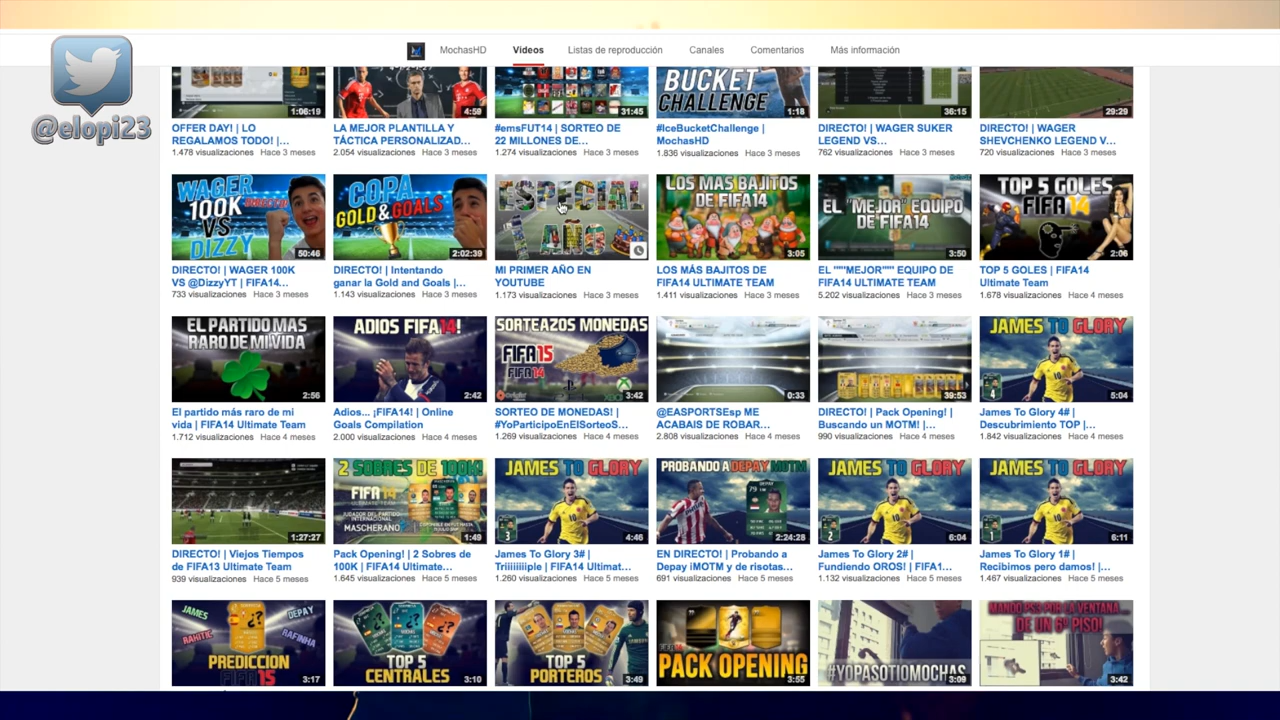 MochasHD Videos Listas de reproducción Canales Comentarios Más información
@elopi23
BUCKET
CHALLENGE
1:06:19 4:59 31:45 1:18 36:15 29:29
OFFER DAY! | LO
REGALAMOS TODO! | ...
1.478 visualizaciones Hace 3 meses
LA MEJOR PLANTILLA Y
TÁCTICA PERSONALIZAD...
2.054 visualizaciones Hace 3 meses
#emsFUT14 | SORTEO DE
22 MILLONES DE...
1.274 visualizaciones Hace 3 meses
#IceBucketChallenge |
MochasHD
1.836 visualizaciones Hace 3 meses
DIRECTO! | WAGER SUKER
LEGEND VS...
762 visualizaciones Hace 3 meses
DIRECTO! | WAGER
SHEVCHENKO LEGEND V...
720 visualizaciones Hace 3 meses
WAGER
100K
VS
DIZZY
50:46
DIRECTO! | WAGER 100K
VS @DizzyYT | FIFA14...
733 visualizaciones Hace 3 meses
COPA
GOLD & GOALS
2:02:39
DIRECTO! | Intentando
ganar la Gold and Goals | ...
1.143 visualizaciones Hace 3 meses
ESPECIAL
1 AÑO
MI PRIMER AÑO EN
YOUTUBE
1.173 visualizaciones Hace 3 meses
LOS MAS BAJITOS
DE FIFA14
3:05
LOS MÁS BAJITOS DE
FIFA14 ULTIMATE TEAM
1.411 visualizaciones Hace 3 meses
EL "MEJOR" EQUIPO
DE FIFA14
3:50
EL """MEJOR""" EQUIPO DE
FIFA14 ULTIMATE TEAM
5.202 visualizaciones Hace 3 meses
TOP 5 GOLES
FIFA 14
2:06
TOP 5 GOLES | FIFA14
Ultimate Team
1.678 visualizaciones Hace 4 meses
EL PARTIDO MAS
RARO DE MI VIDA
2:56
El partido más raro de mi
vida | FIFA14 Ultimate Team
1.712 visualizaciones Hace 4 meses
ADIOS FIFA14!
2:42
Adios... ¡FIFA14! | Online
Goals Compilation
2.000 visualizaciones Hace 4 meses
SORTEAZOS MONEDAS
FIFA15
FIFA 14
3:42
SORTEO DE MONEDAS! |
#YoParticipoEnElSorteoS...
1.269 visualizaciones Hace 4 meses
0:33
@EASPORTSEsp ME
ACABAIS DE ROBAR...
2.808 visualizaciones Hace 4 meses
39:53
DIRECTO! | Pack Opening! |
Buscando un MOTM! | ...
990 visualizaciones Hace 4 meses
JAMES TO GLORY
4
5:04
James To Glory 4# |
Descubrimiento TOP | ...
1.842 visualizaciones Hace 4 meses
1:27:27
DIRECTO! | Viejos Tiempos
de FIFA13 Ultimate Team
939 visualizaciones Hace 5 meses
2 SOBRES DE 100K!
FIFA 14
ULTIMATE TEAM
JUGADOR DEL PARTIDO
INTERNACIONAL
MASCHERANO
1:49
Pack Opening! | 2 Sobres de
100K | FIFA14 Ultimate...
1.645 visualizaciones Hace 5 meses
JAMES TO GLORY
3
4:46
James To Glory 3# |
Triiiiiiiiple | FIFA14 Ultimat...
1.260 visualizaciones Hace 5 meses
PROBANDO A DEPAY MOTM
79
DEPAY
2:24:28
EN DIRECTO! | Probando a
Depay iMOTM y de risotas...
691 visualizaciones Hace 5 meses
JAMES TO GLORY
2
6:04
James To Glory 2# |
Fundiendo OROS! | FIFA1...
1.132 visualizaciones Hace 5 meses
JAMES TO GLORY
1
6:11
James To Glory 1# |
Recibimos pero damos! | ...
1.467 visualizaciones Hace 5 meses
JAMES
RAKITIC
DEPAY
RAFINHA
??
PREDICCION
FIFA15
3:17
TOP 5
CENTRALES
3:10
TOP 5
PORTEROS
3:49
PACK OPENING
3:55
#YOPASOTIOMOCHAS
3:09
MANDO PS3 POR LA VENTANA...
DE UN 6º PISO!
3:42